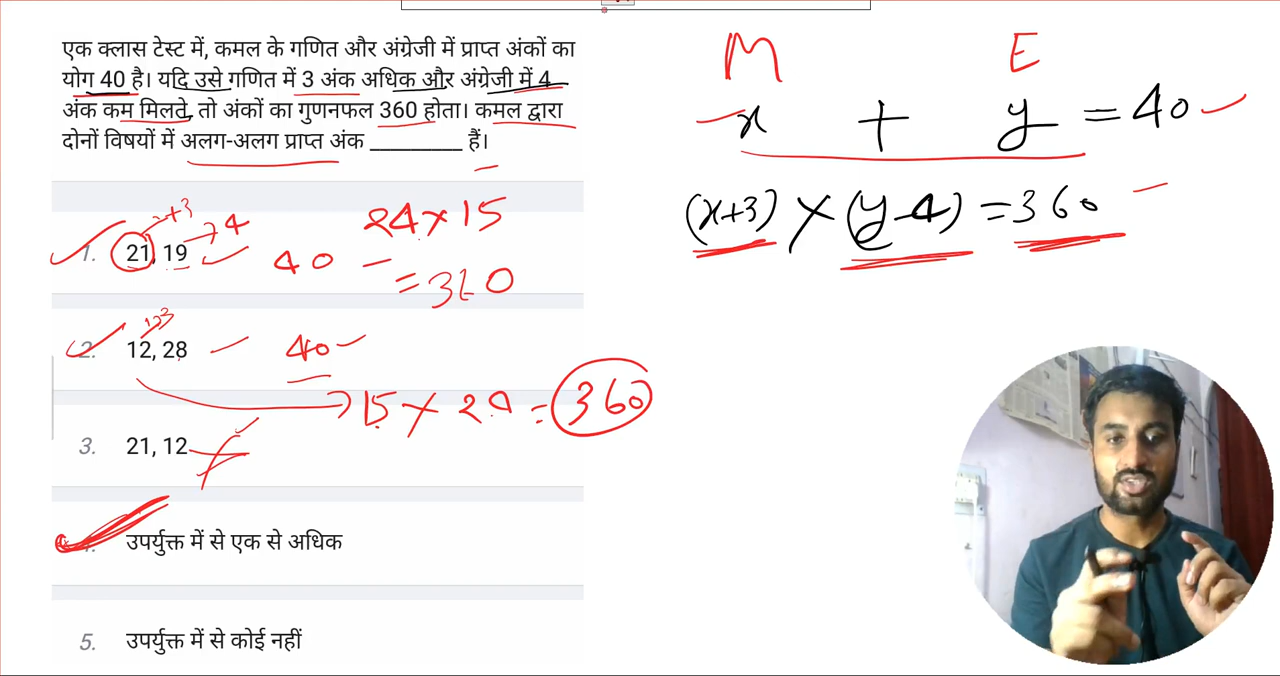 एक क्लास टेस्ट में, कमल के गणित और अंग्रेजी में प्राप्त अंकों का
योग 40 है। यदि उसे गणित में 3 अंक अधिक और अंग्रेजी में 4
अंक कम मिलते, तो अंकों का गुणनफल 360 होता। कमल द्वारा
दोनों विषयों में अलग-अलग प्राप्त अंक ________ हैं।
M E
x + y = 40
(x+3) × (y-4) = 360
+3
1. 21, 19 → 4
40
24 × 15
= 360
+3
2. 12, 28
40
15 × 24 = 360
3. 21, 12
4. उपर्युक्त में से एक से अधिक
5. उपर्युक्त में से कोई नहीं